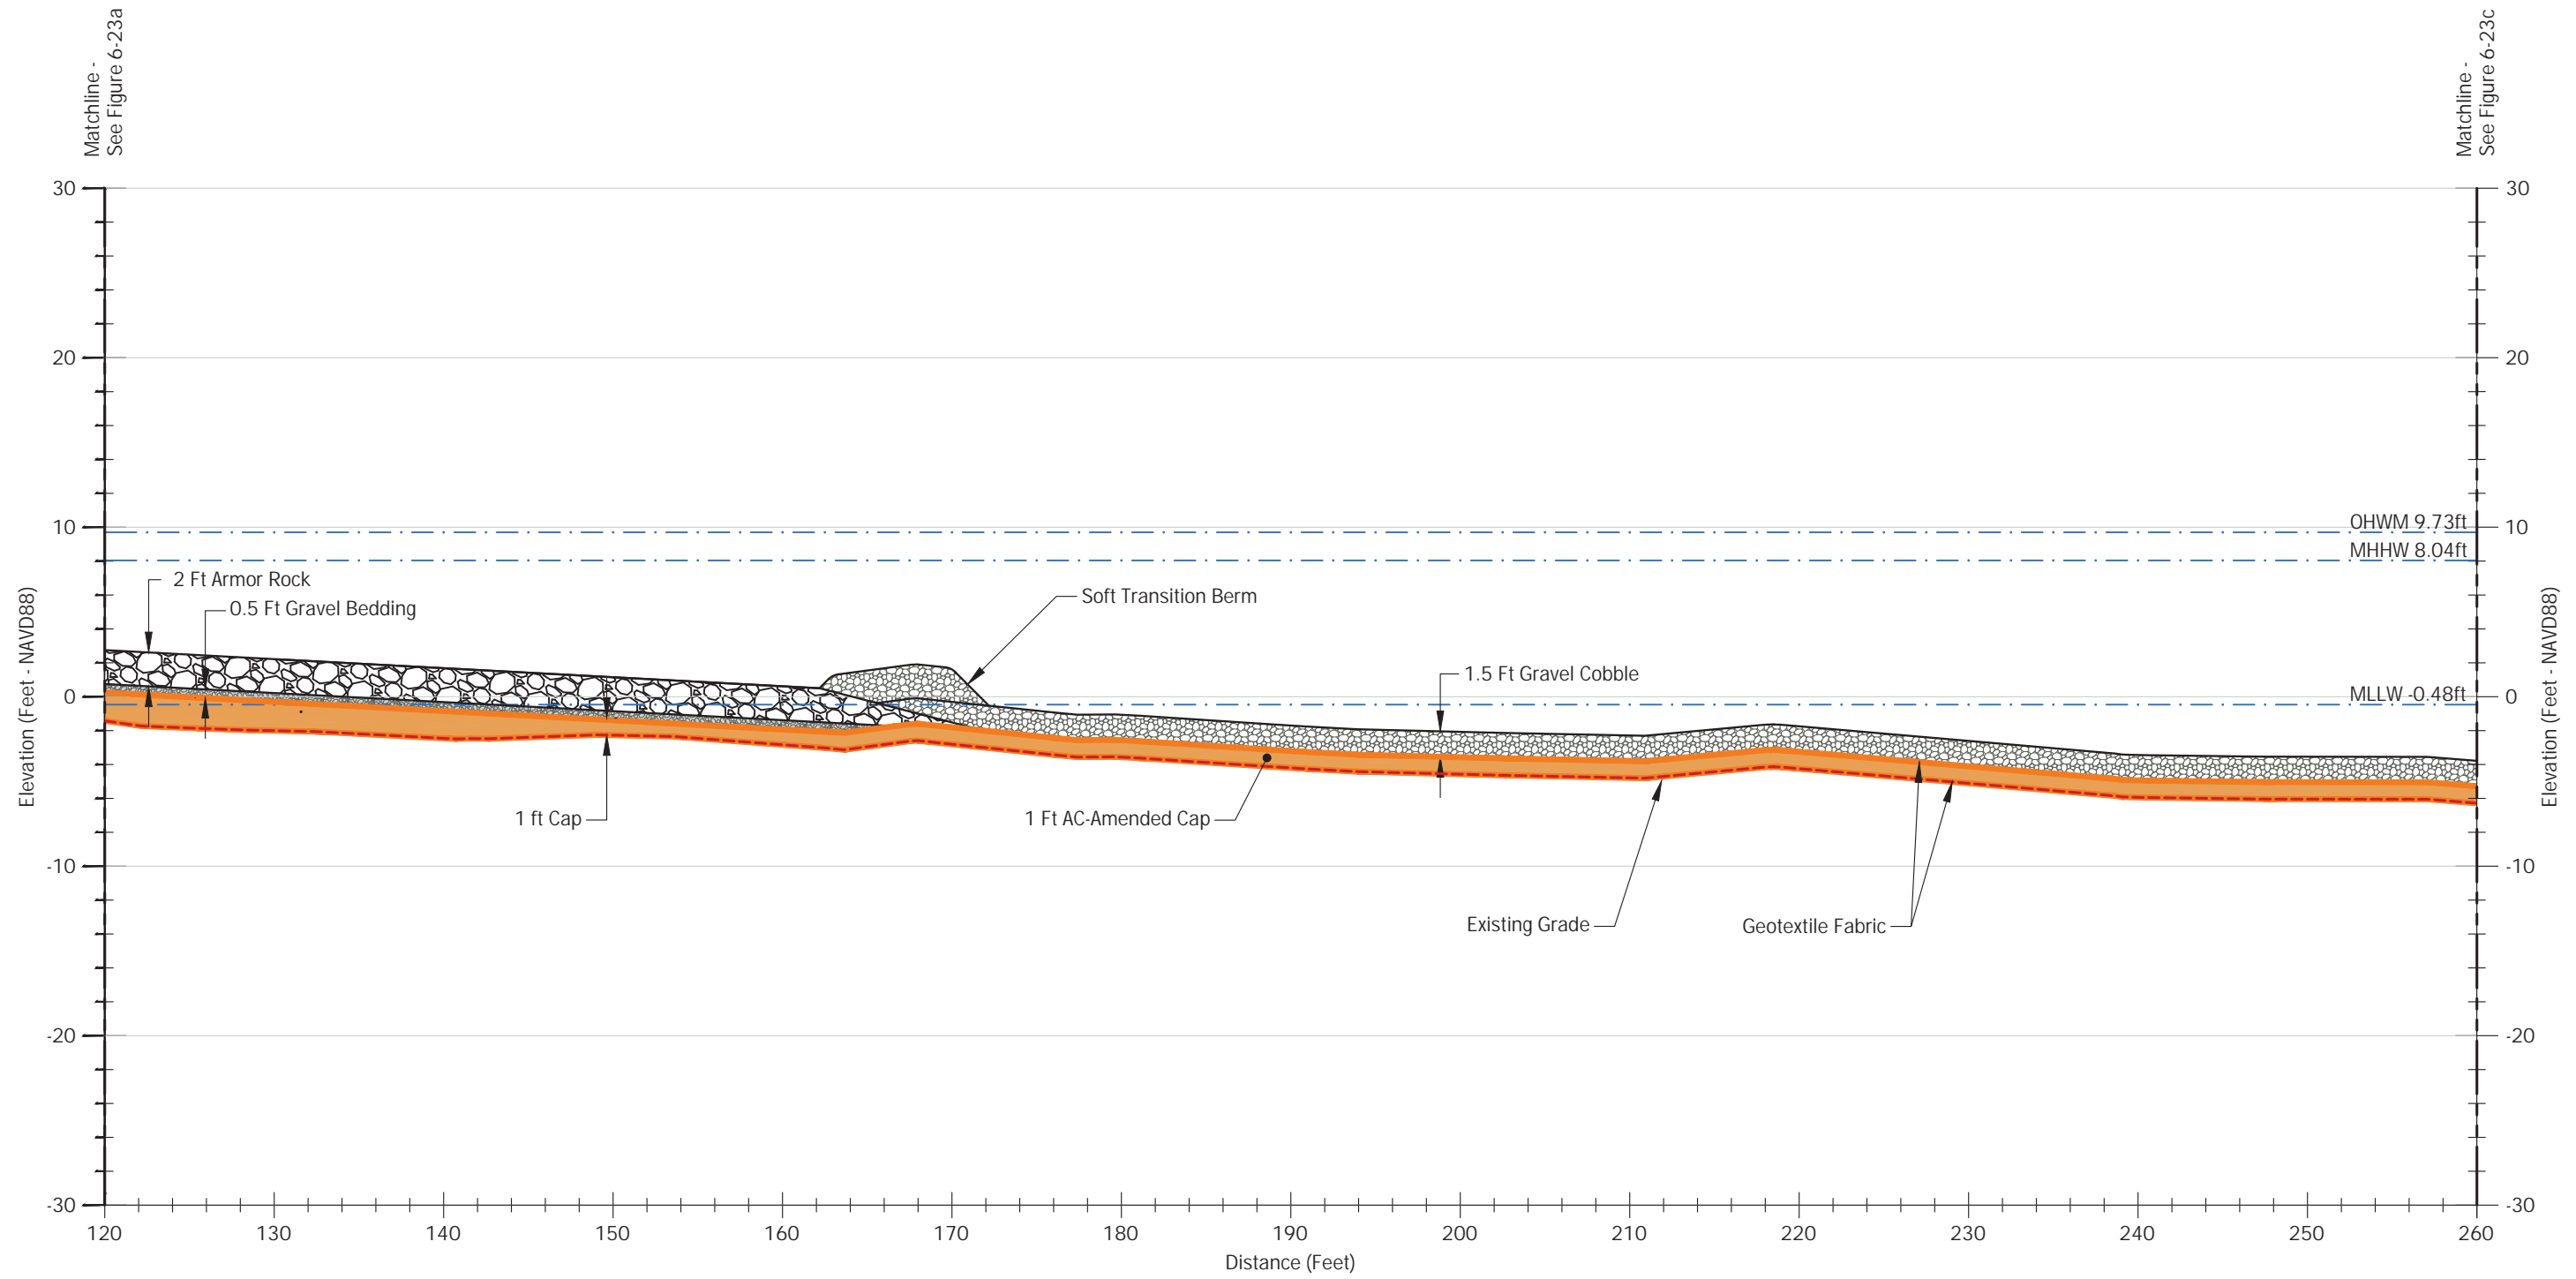 Matchline -
See Figure 6-23a
Matchline -
See Figure 6-23c
30
30
20
20
10
10
OHWM 9.73ft
MHHW 8.04ft
2 Ft Armor Rock
0.5 Ft Gravel Bedding
Soft Transition Berm
1.5 Ft Gravel Cobble
MLLW -0.48ft
0
0
Elevation (Feet - NAVD88)
Elevation (Feet - NAVD88)
1 ft Cap
1 Ft AC-Amended Cap
-10
-10
Existing Grade
Geotextile Fabric
-20
-20
-30
-30
120 130 140 150 160 170 180 190 200 210 220 230 240 250 260
Distance (Feet)